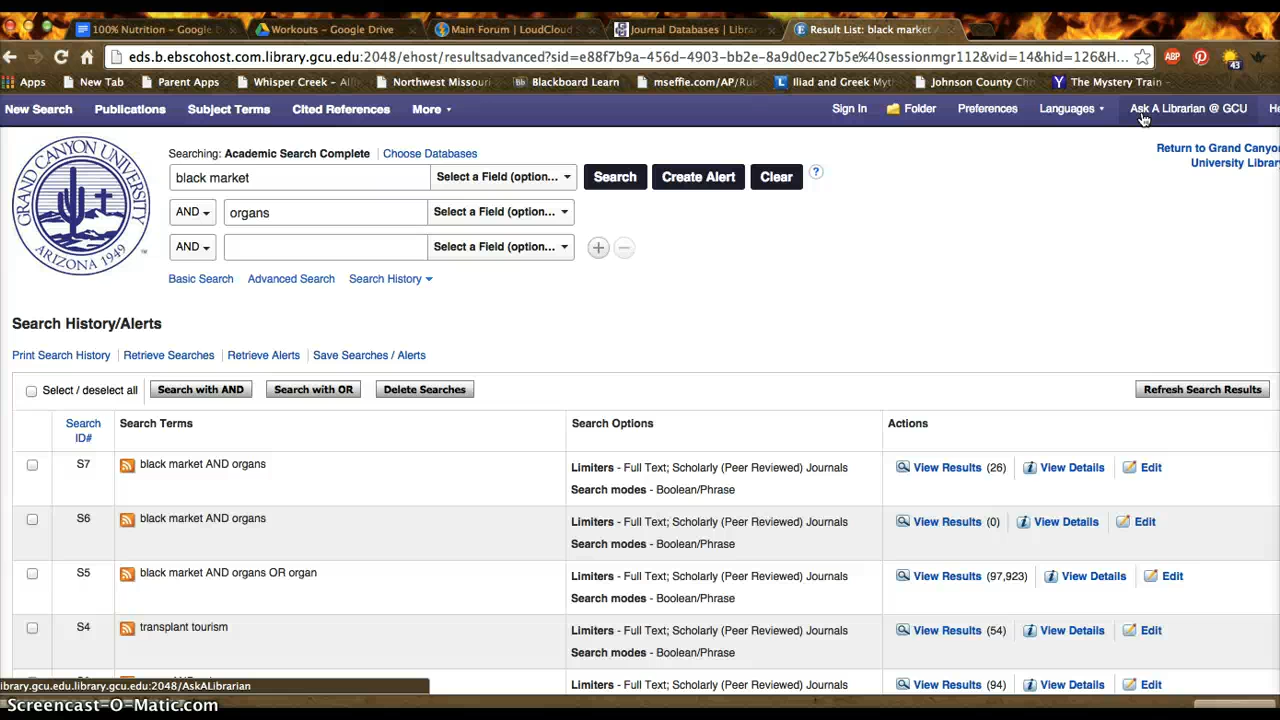 100% Nutrition - Google
Workouts - Google Drive
Main Forum | LoudCloud
Journal Databases | Libra
Result List: black market
eds.b.ebscohost.com.library.gcu.edu:2048/ehost/resultsadvanced?sid=e88f7b9a-456d-4903-bb2e-8a9d0ec27b5e%40sessionmgr112&vid=14&hid=126&H...
ABP
43
Apps
New Tab
Parent Apps
Whisper Creek - All
Northwest Missouri
Bb Blackboard Learn
mseffie.com/AP/Ru
Iliad and Greek Myth
Johnson County Chr
The Mystery Train -
New Search
Publications
Subject Terms
Cited References
More
Sign In
Folder
Preferences
Languages
Ask A Librarian @ GCU
He
GRAND CANYON UNIVERSITY
ARIZONA 1949
Searching: Academic Search Complete
Choose Databases
Return to Grand Canyon
University Library
black market
Select a Field (option...
Search
Create Alert
Clear
?
AND
organs
Select a Field (option...
AND
Select a Field (option...
Basic Search
Advanced Search
Search History
Search History/Alerts
Print Search History
Retrieve Searches
Retrieve Alerts
Save Searches / Alerts
Select / deselect all
Search with AND
Search with OR
Delete Searches
Refresh Search Results
Search ID#
Search Terms
Search Options
Actions
S7
black market AND organs
Limiters - Full Text; Scholarly (Peer Reviewed) Journals
Search modes - Boolean/Phrase
View Results (26)
View Details
Edit
S6
black market AND organs
Limiters - Full Text; Scholarly (Peer Reviewed) Journals
Search modes - Boolean/Phrase
View Results (0)
View Details
Edit
S5
black market AND organs OR organ
Limiters - Full Text; Scholarly (Peer Reviewed) Journals
Search modes - Boolean/Phrase
View Results (97,923)
View Details
Edit
S4
transplant tourism
Limiters - Full Text; Scholarly (Peer Reviewed) Journals
Search modes - Boolean/Phrase
View Results (54)
View Details
Edit
Limiters - Full Text; Scholarly (Peer Reviewed) Journals
View Results (94)
View Details
Edit
library.gcu.edu.library.gcu.edu:2048/AskALibrarian
Screencast-O-Matic.com